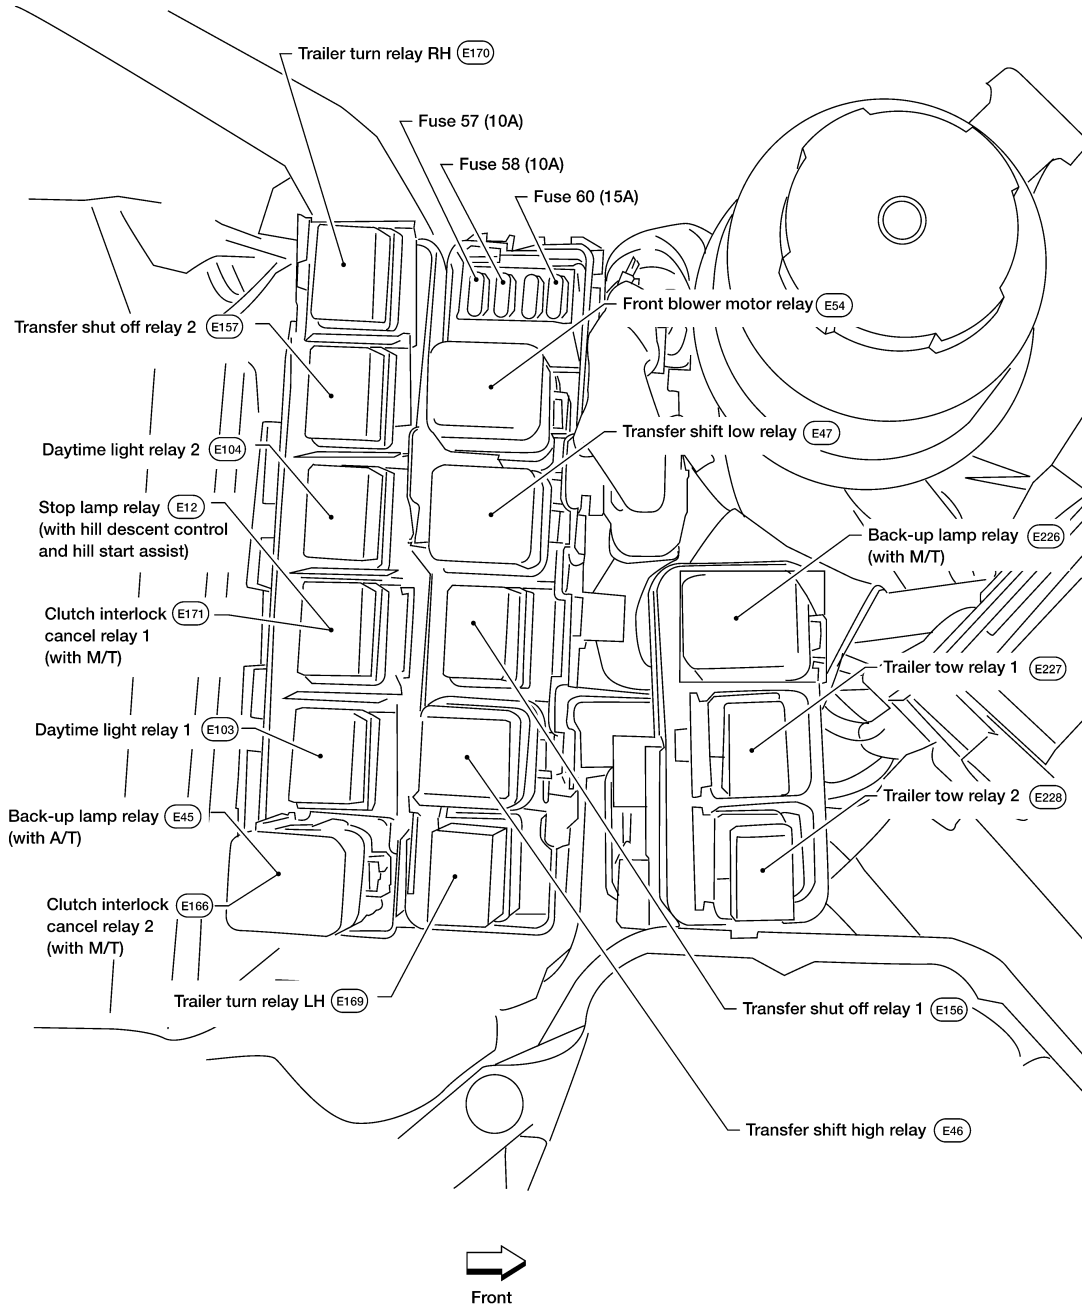 Trailer turn relay RH E170
Fuse 57 (10A)
Fuse 58 (10A)
Fuse 60 (15A)
Front blower motor relay E54
Transfer shut off relay 2 E157
Transfer shift low relay E47
Daytime light relay 2 E104
Stop lamp relay E12
(with hill descent control
and hill start assist)
Back-up lamp relay E226
(with M/T)
Clutch interlock E171
cancel relay 1
(with M/T)
Trailer tow relay 1 E227
Daytime light relay 1 E103
Trailer tow relay 2 E228
Back-up lamp relay E45
(with A/T)
Clutch interlock E166
cancel relay 2
(with M/T)
Trailer turn relay LH E169
Transfer shut off relay 1 E156
Transfer shift high relay E46
Front